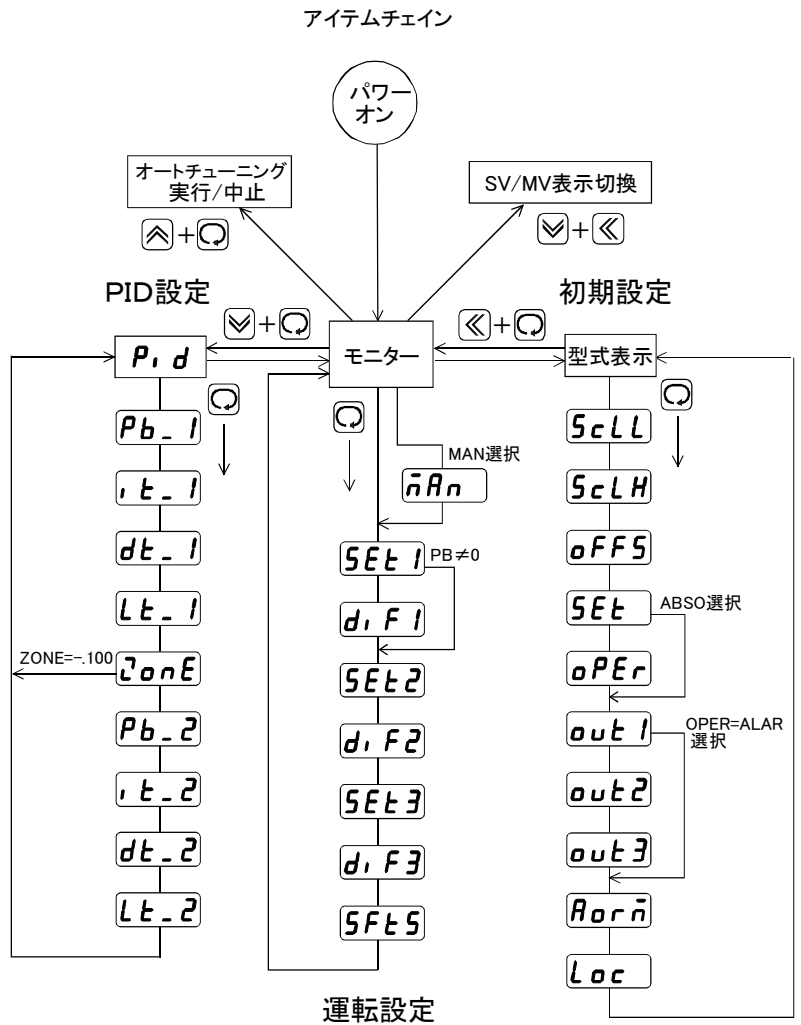 アイテムチェイン
パワー
オン
オートチューニング
実行/中止
SV/MV表示切換
+
+
PID設定
初期設定
+
+
Pid
モニター
型式表示
Pb_1
it_1
dt_1
Lt_1
ZONE=-.100
ZonE
Pb_2
it_2
dt_2
Lt_2
MAN選択
mAn
SEt1
PB≠0
diF1
SEt2
diF2
SEt3
diF3
SFtS
運転設定
ScLL
ScLH
oFFS
SEt
ABSO選択
oPEr
out1
OPER=ALAR
選択
out2
out3
Aorm
Loc